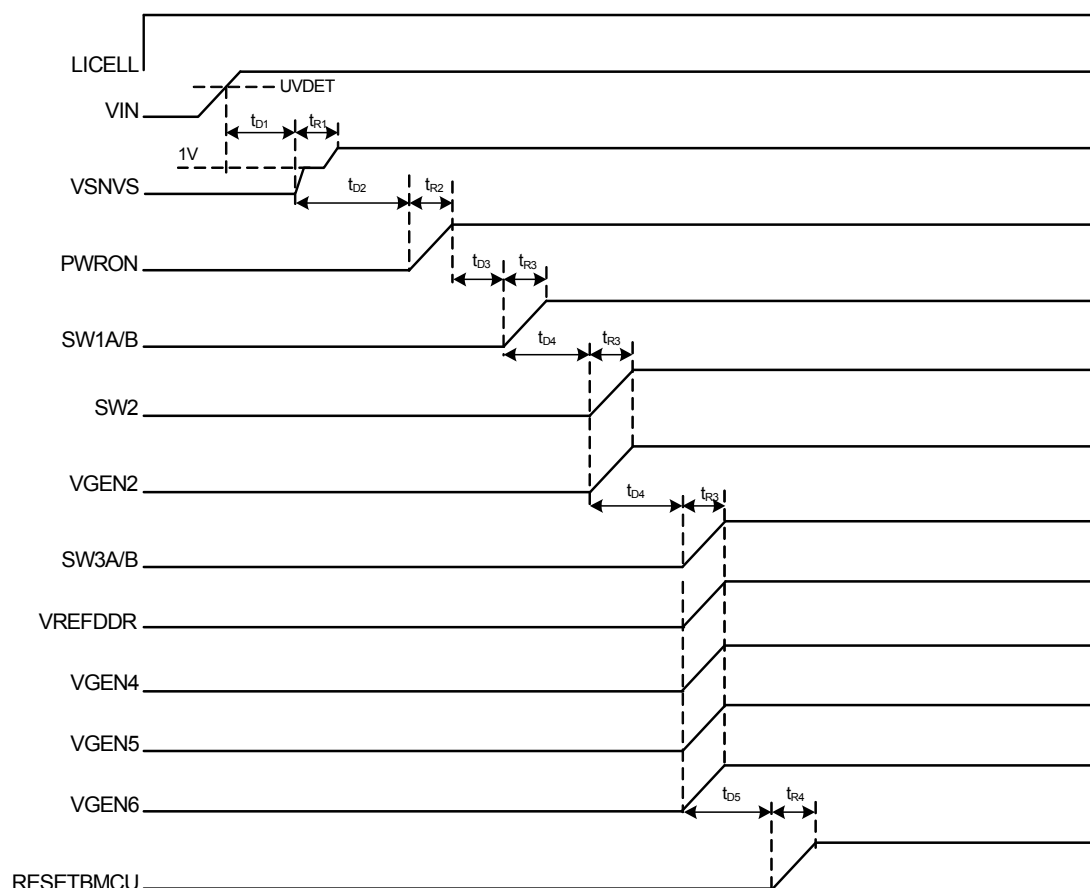 LICELL
UVDET
VIN
tD1 tR1
1V
VSNVS
tD2 tR2
PWRON
tD3 tR3
SW1A/B
tD4 tR3
SW2
VGEN2
tD4 tR3
SW3A/B
VREFDDR
VGEN4
VGEN5
VGEN6
tD5 tR4
RESETBMCU